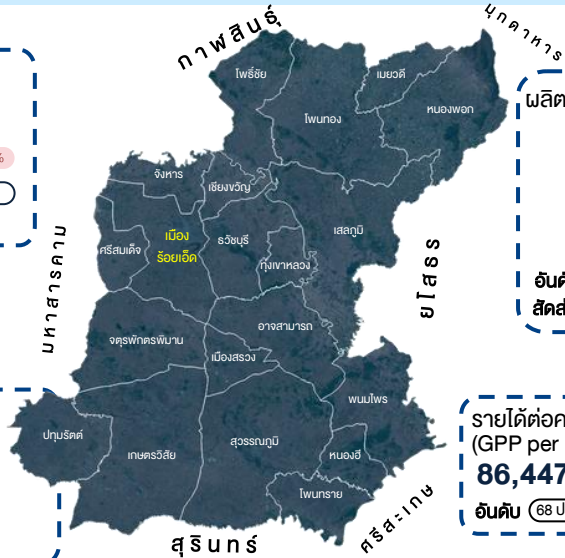 กาฬสินธุ์
มุกดาหาร
โพธิ์ชัย
เมยวดี
หนองพอก
โพนทอง
%
จังหาร
เชียงขวัญ
เสลภูมิ
เมือง
ร้อยเอ็ด
ธวัชบุรี
ศรีสมเด็จ
ทุ่งเขาหลวง
มหาสารคาม
ยโสธร
อาจสามารถ
จตุรพักตรพิมาน
เมืองสรวง
พนมไพร
ปทุมรัตต์
เกษตรวิสัย
สุวรรณภูมิ
หนองฮี
โพนทราย
สุรินทร์
ศรีสะเกษ
ผลิต
อันดั
สัดส่
รายได้ต่อค
(GPP per
86,447
อันดับ 68 ป